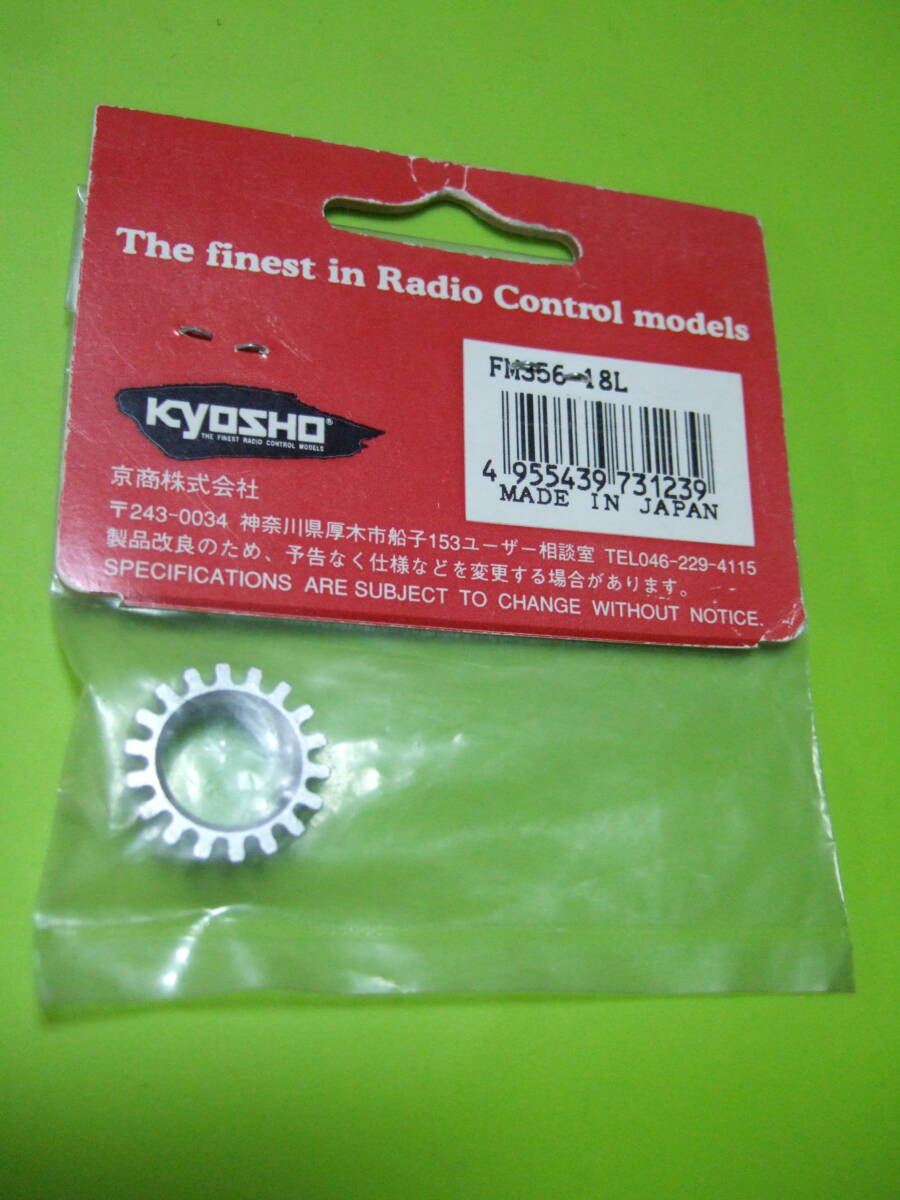 The finest in Radio Control models
FM356-18L
4 955439 731239
MADE IN JAPAN
KYOSHO®
THE FINEST RADIO CONTROL MODELS
京商株式会社
〒243-0034 神奈川県厚木市船子153ユーザー相談室 TEL046-229-4115
製品改良のため、予告なく仕様などを変更する場合があります。
SPECIFICATIONS ARE SUBJECT TO CHANGE WITHOUT NOTICE.